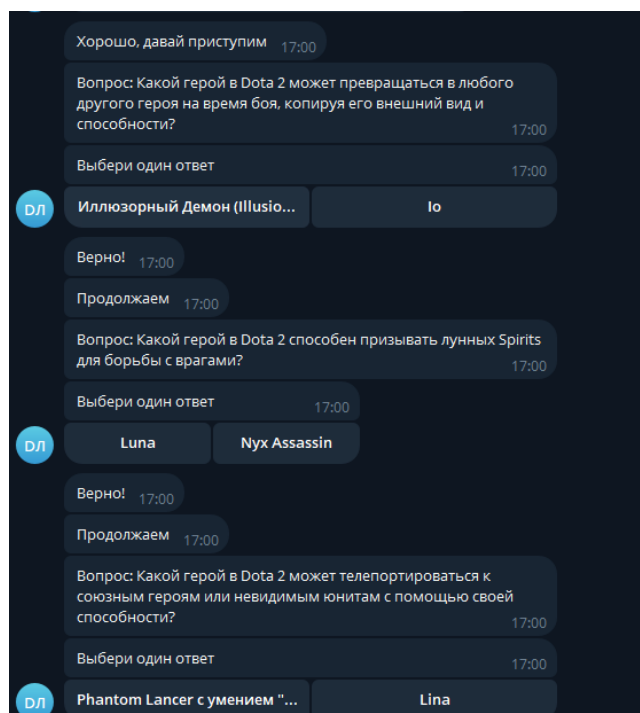 Хорошо, давай приступим 17:00
Вопрос: Какой герой в Dota 2 может превращаться в любого
другого героя на время боя, копируя его внешний вид и
способности? 17:00
Выбери один ответ 17:00
DЛ Иллюзорный Демон (Illusio... Io
Верно! 17:00
Продолжаем 17:00
Вопрос: Какой герой в Dota 2 способен призывать лунных Spirits
для борьбы с врагами? 17:00
Выбери один ответ 17:00
DЛ Luna Nyx Assassin
Верно! 17:00
Продолжаем 17:00
Вопрос: Какой герой в Dota 2 может телепортироваться к
союзным героям или невидимым юнитам с помощью своей
способности? 17:00
Выбери один ответ 17:00
DЛ Phantom Lancer с умением "... Lina